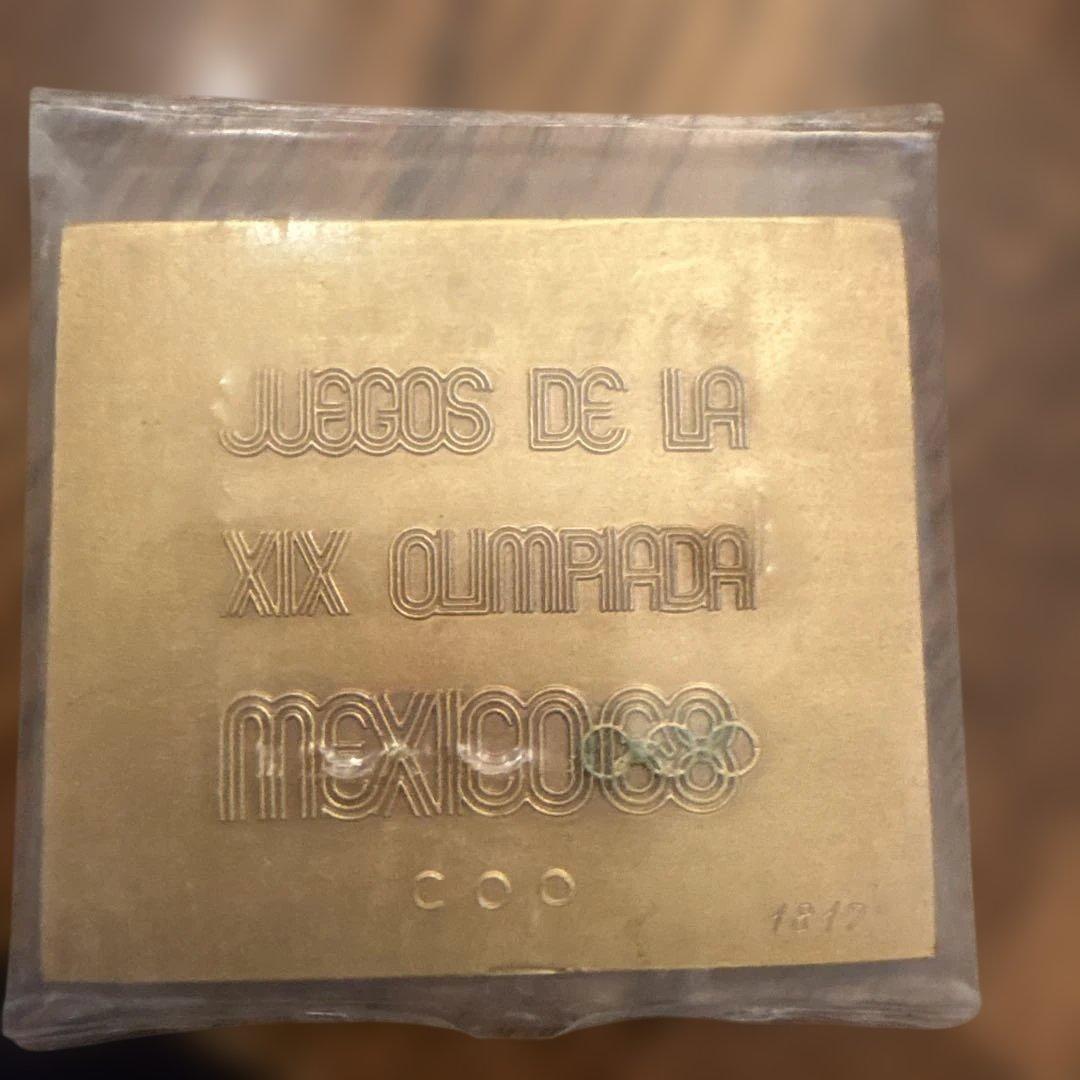 JUEGOS DE LA
XIX OLIMPIADA
MEXICO68
COO
1817